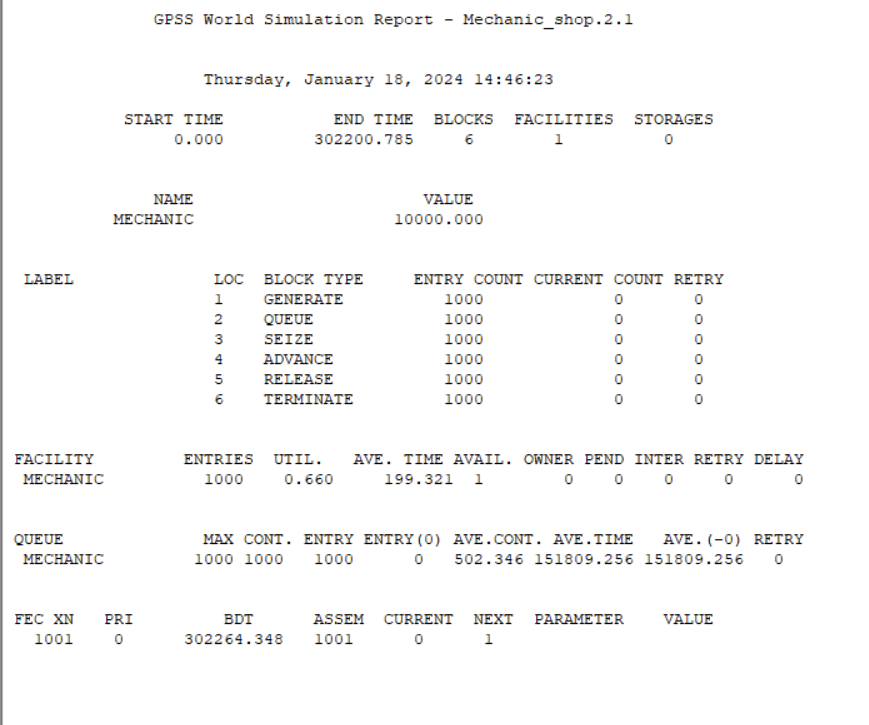 GPSS World Simulation Report - Mechanic_shop.2.1
Thursday, January 18, 2024 14:46:23
START TIME END TIME BLOCKS FACILITIES STORAGES
0.000 302200.785 6 1 0
NAME VALUE
MECHANIC 10000.000
LABEL LOC BLOCK TYPE ENTRY COUNT CURRENT COUNT RETRY
1 GENERATE 1000 0 0
2 QUEUE 1000 0 0
3 SEIZE 1000 0 0
4 ADVANCE 1000 0 0
5 RELEASE 1000 0 0
6 TERMINATE 1000 0 0
FACILITY ENTRIES UTIL. AVE. TIME AVAIL. OWNER PEND INTER RETRY DELAY
MECHANIC 1000 0.660 199.321 1 0 0 0 0 0
QUEUE MAX CONT. ENTRY ENTRY(0) AVE.CONT. AVE.TIME AVE.(-0) RETRY
MECHANIC 1000 1000 1000 0 502.346 151809.256 151809.256 0
FEC XN PRI BDT ASSEM CURRENT NEXT PARAMETER VALUE
1001 0 302264.348 1001 0 1